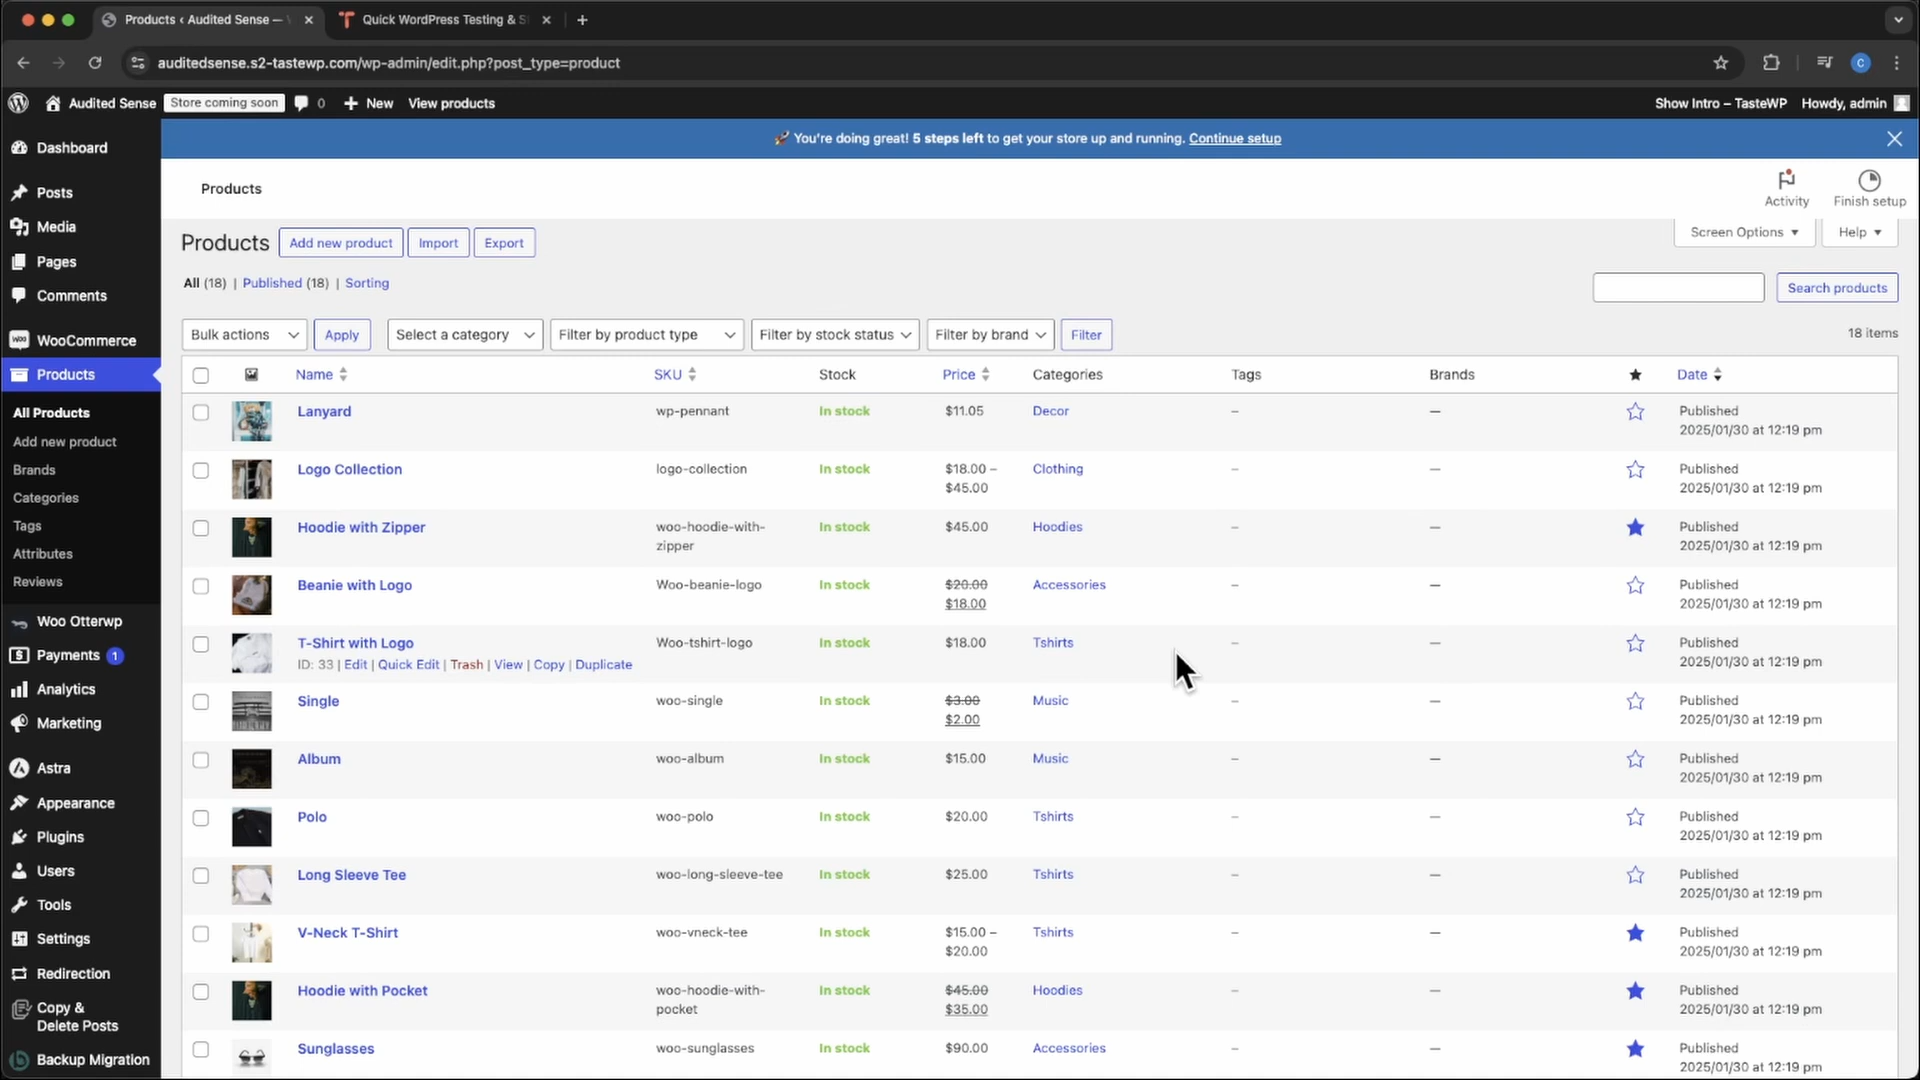 Products ‹ Audited Sense —
Quick WordPress Testing & S
auditedsense.s2-tastewp.com/wp-admin/edit.php?post_type=product
C
Audited Sense
Store coming soon
0
New
View products
Show Intro – TasteWP
Howdy, admin
🚀 You're doing great! 5 steps left to get your store up and running. Continue setup
Dashboard
Posts
Media
Pages
Comments
WooCommerce
Products
All Products
Add new product
Brands
Categories
Tags
Attributes
Reviews
Woo Otterwp
Payments 1
Analytics
Marketing
Astra
Appearance
Plugins
Users
Tools
Settings
Redirection
Copy &
Delete Posts
Backup Migration
Products
Activity
Finish setup
Products
Add new product
Import
Export
Screen Options
Help
All (18) | Published (18) | Sorting
Search products
Bulk actions
Apply
Select a category
Filter by product type
Filter by stock status
Filter by brand
Filter
18 items
Name SKU Stock Price Categories Tags Brands ★ Date
Lanyard wp-pennant In stock $11.05 Decor – — Published
2025/01/30 at 12:19 pm
Logo Collection logo-collection In stock $18.00 – Clothing – — Published
$45.00 2025/01/30 at 12:19 pm
Hoodie with Zipper woo-hoodie-with- In stock $45.00 Hoodies – — Published
zipper 2025/01/30 at 12:19 pm
Beanie with Logo Woo-beanie-logo In stock $20.00 Accessories – — Published
$18.00 2025/01/30 at 12:19 pm
T-Shirt with Logo Woo-tshirt-logo In stock $18.00 Tshirts – — Published
ID: 33 | Edit | Quick Edit | Trash | View | Copy | Duplicate 2025/01/30 at 12:19 pm
Single woo-single In stock $3.00 Music – — Published
$2.00 2025/01/30 at 12:19 pm
Album woo-album In stock $15.00 Music – — Published
2025/01/30 at 12:19 pm
Polo woo-polo In stock $20.00 Tshirts – — Published
2025/01/30 at 12:19 pm
Long Sleeve Tee woo-long-sleeve-tee In stock $25.00 Tshirts – — Published
2025/01/30 at 12:19 pm
V-Neck T-Shirt woo-vneck-tee In stock $15.00 – Tshirts – — Published
$20.00 2025/01/30 at 12:19 pm
Hoodie with Pocket woo-hoodie-with- In stock $45.00 Hoodies – — Published
pocket $35.00 2025/01/30 at 12:19 pm
Sunglasses woo-sunglasses In stock $90.00 Accessories – — Published
2025/01/30 at 12:19 pm